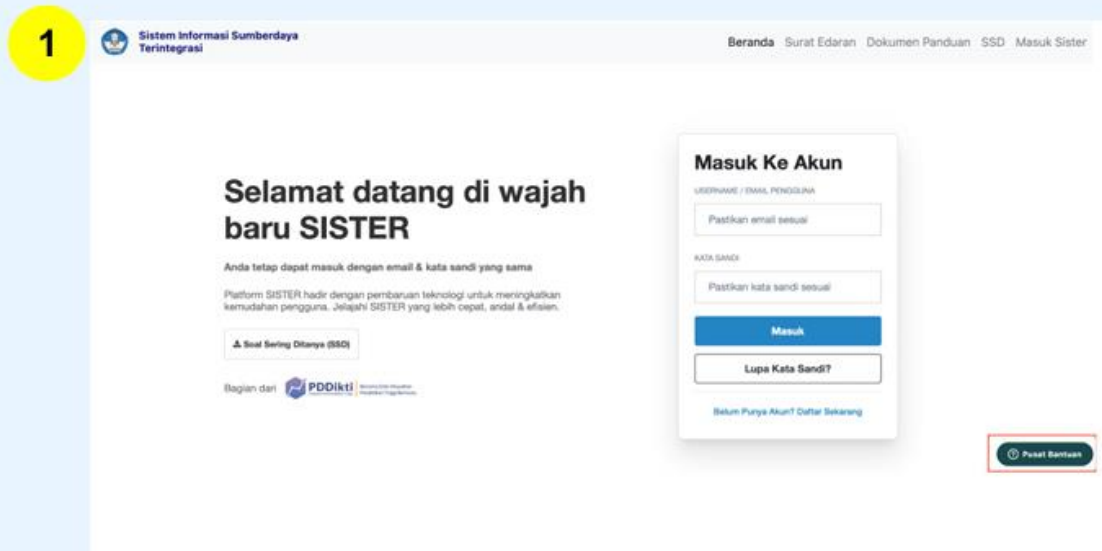 1
Sistem Informasi Sumberdaya
Terintegrasi
Beranda Surat Edaran Dokumen Panduan SSD Masuk Sister
Selamat datang di wajah
baru SISTER
Anda tetap dapat masuk dengan email & kata sandi yang sama
Platform SISTER hadir dengan pembaruan teknologi untuk meningkatkan
kemudahan pengguna. Jelajahi SISTER yang lebih cepat, andal & efisien.
Soal Sering Ditanya (SSD)
Bagian dari PDDikti
Masuk Ke Akun
USERNAME / EMAIL PENGGUNA
Pastikan email sesuai
KATA SANDI
Pastikan kata sandi sesuai
Masuk
Lupa Kata Sandi?
Belum Punya Akun? Daftar Sekarang
Pusat Bantuan